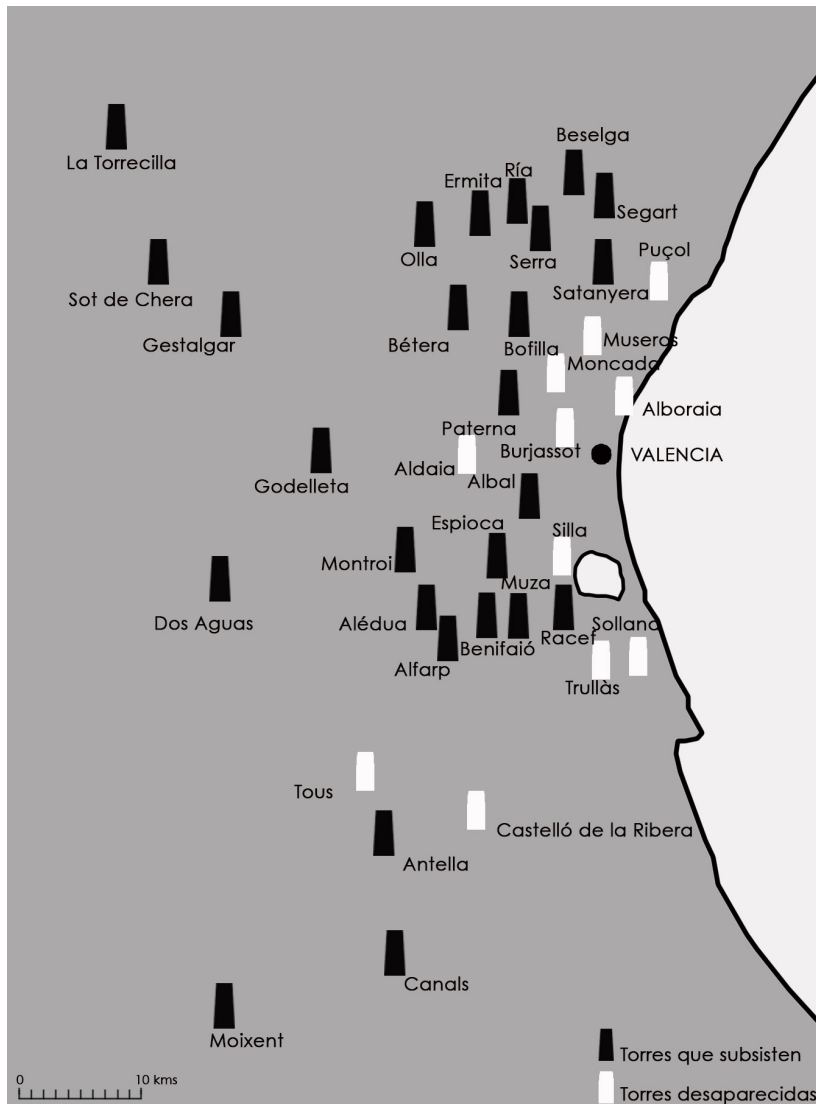 Beselga
La Torrecilla
Ría
Ermita
Segart
Puçol
Olla
Serra
Sot de Chera
Satanyera
Gestalgar
Bétera
Bofilla
Museros
Moncada
Alboraia
Paterna
Burjassot
VALENCIA
Aldaia
Albal
Godelleta
Espioca
Silla
Montroi
Muza
Dos Aguas
Alédua
Benifaió
Racef
Sollana
Alfarp
Trullàs
Tous
Castelló de la Ribera
Antella
Canals
Moixent
Torres que subsisten
0 10 kms
Torres desaparecidas